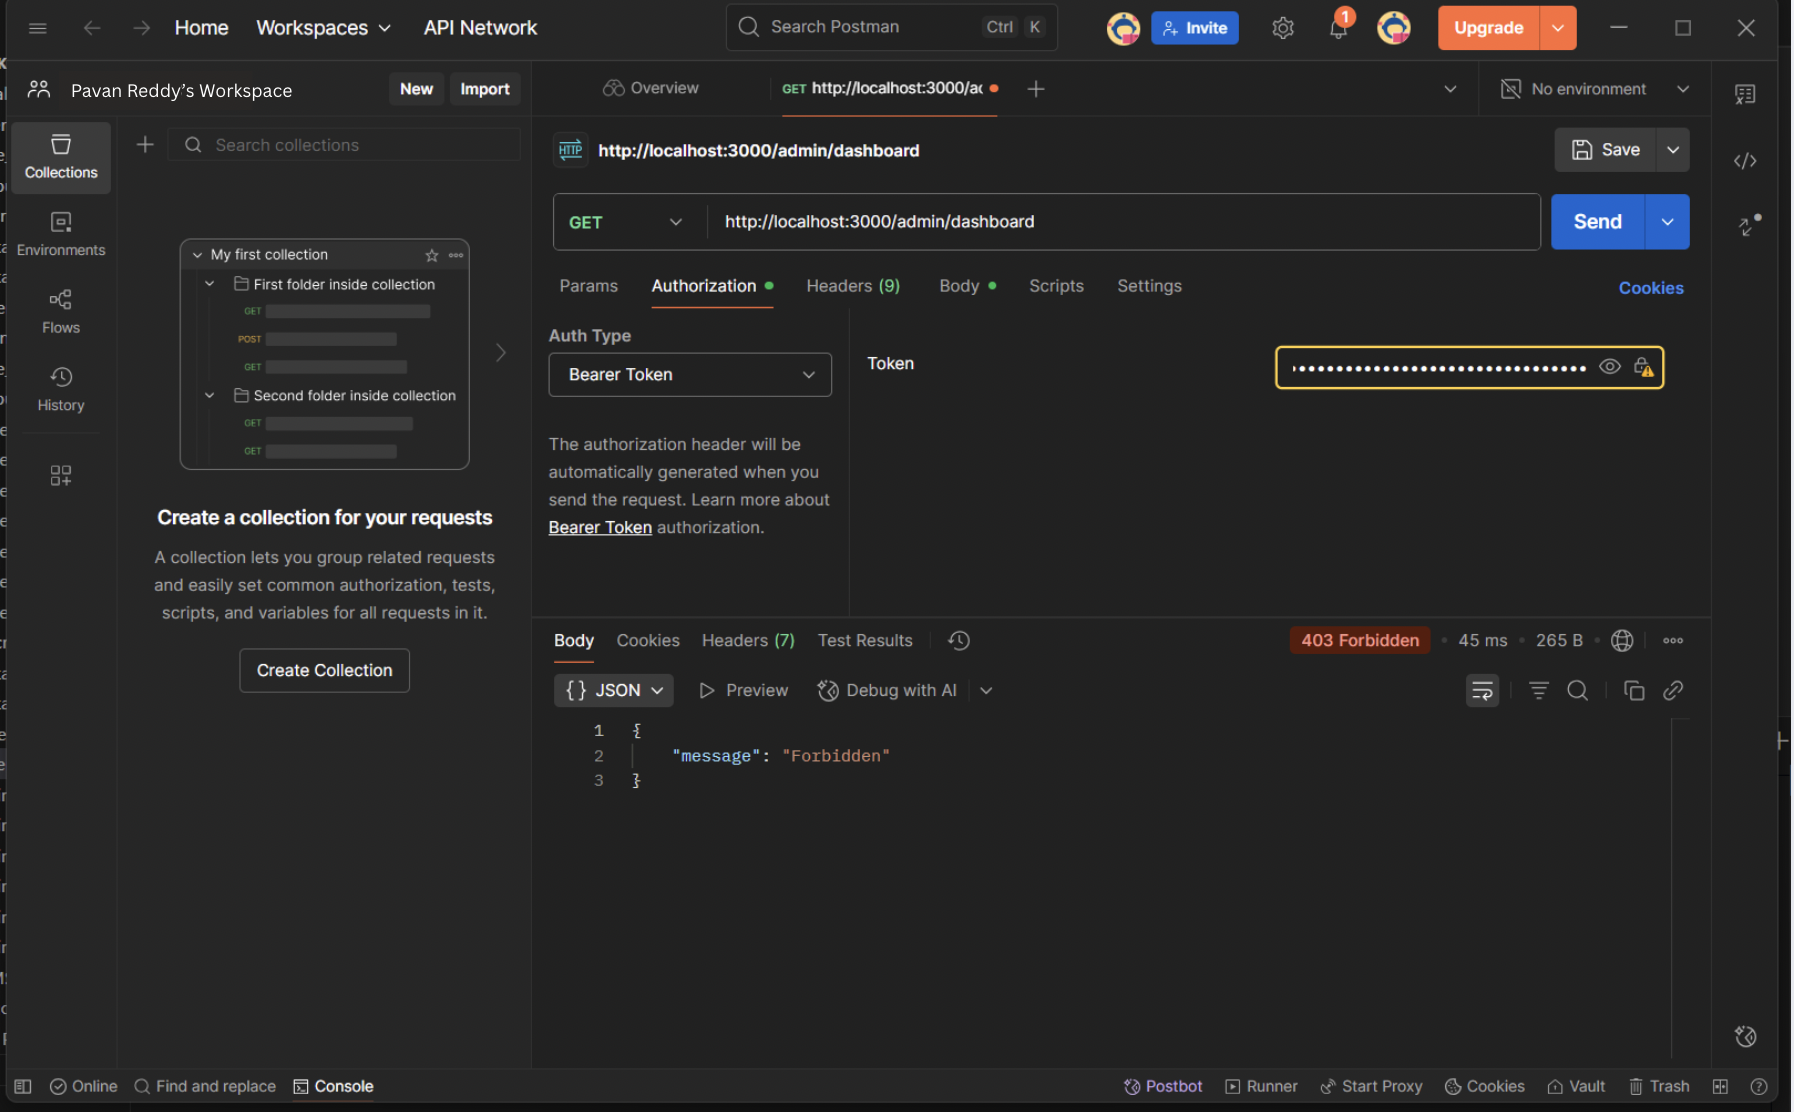 Home Workspaces API Network Search Postman Ctrl K Invite 1 Upgrade
Pavan Reddy’s Workspace New Import
Overview GET http://localhost:3000/ac No environment
Collections
Environments
Flows
History
Search collections
My first collection
First folder inside collection
GET
POST
GET
Second folder inside collection
GET
GET
Create a collection for your requests
A collection lets you group related requests
and easily set common authorization, tests,
scripts, and variables for all requests in it.
Create Collection
HTTP http://localhost:3000/admin/dashboard Save
GET http://localhost:3000/admin/dashboard Send
Params Authorization Headers (9) Body Scripts Settings Cookies
Auth Type
Bearer Token
The authorization header will be
automatically generated when you
send the request. Learn more about
Bearer Token authorization.
Token
Body Cookies Headers (7) Test Results 403 Forbidden 45 ms 265 B
{} JSON Preview Debug with AI
1 {
2 "message": "Forbidden"
3 }
Online Find and replace Console Postbot Runner Start Proxy Cookies Vault Trash